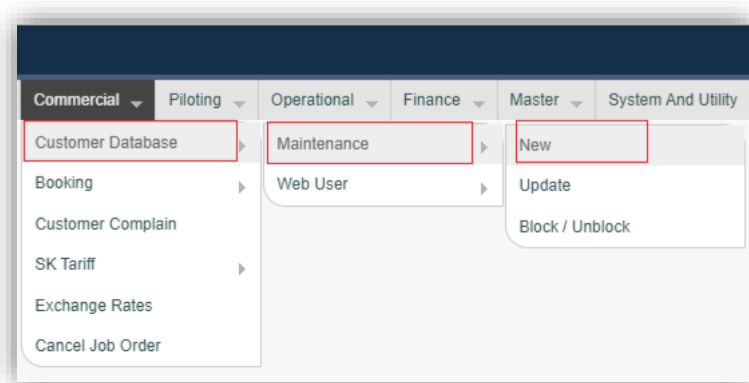 Commercial Piloting Operational Finance Master System And Utility
Customer Database Maintenance New
Booking Web User Update
Customer Complain Block / Unblock
SK Tariff
Exchange Rates
Cancel Job Order